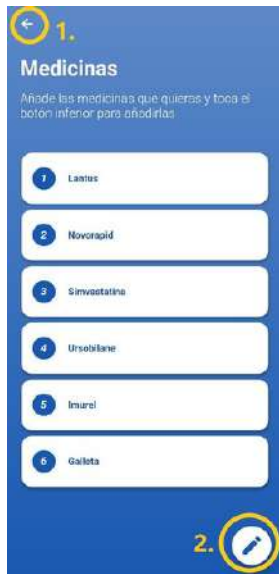 ← 1.
Medicinas
Añade las medicinas que quieras y toca el
botón inferior para añadirlas
1 Lantus
2 Novorapid
3 Simvastatina
4 Ursobilane
5 Imurel
6 Galleta
2.